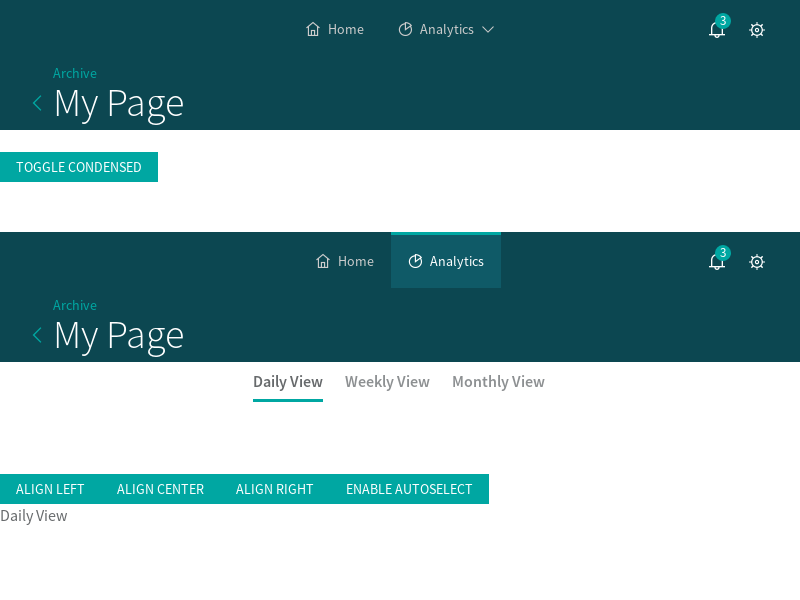 Home Analytics 3
Archive
My Page
TOGGLE CONDENSED
Home Analytics 3
Archive
My Page
Daily View Weekly View Monthly View
ALIGN LEFT ALIGN CENTER ALIGN RIGHT ENABLE AUTOSELECT
Daily View